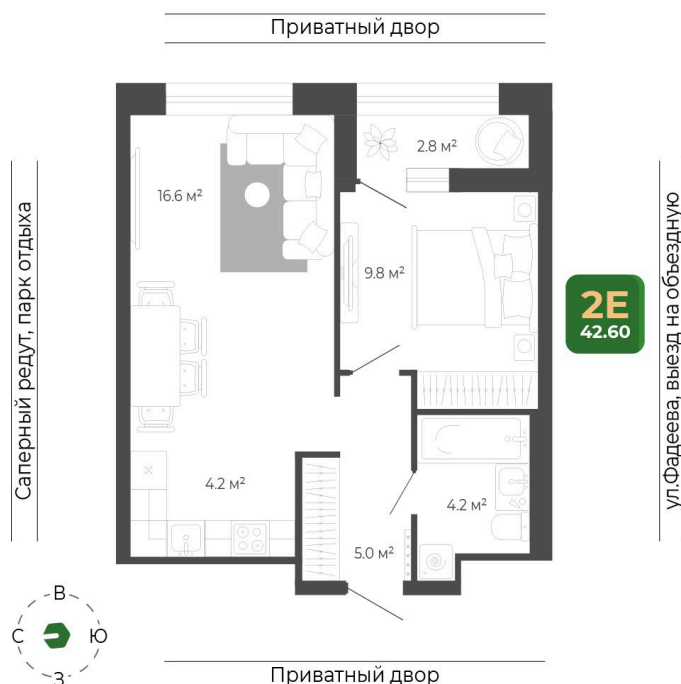 Приватный двор
2.8 м²
16.6 м²
Саперный редут, парк отдыха
ул.Фадеева, выезд на объездную
9.8 м²
2Е
42.60
4.2 м²
4.2 м²
5.0 м²
В
С
Ю
З
Приватный двор